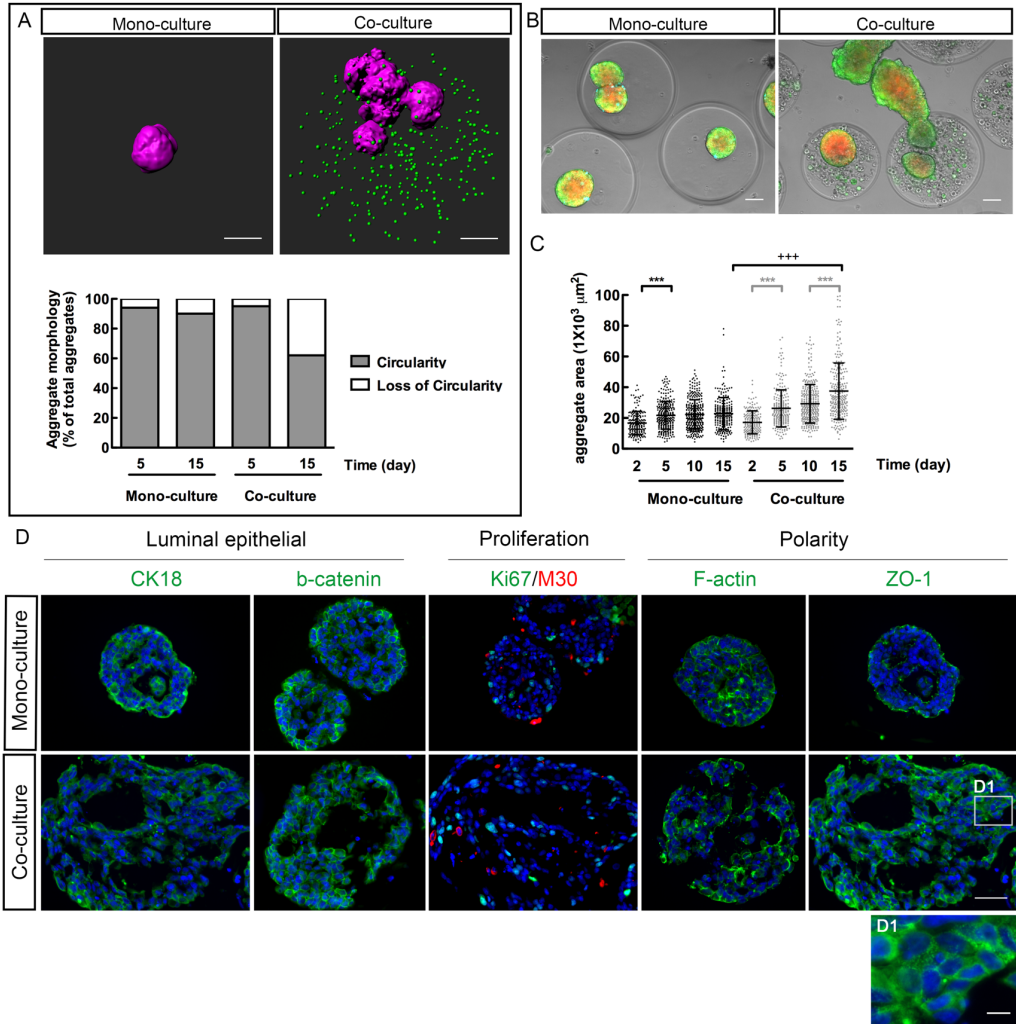 A
Mono-culture
Co-culture
Aggregate morphology
(% of total aggregates)
100
80
60
40
20
0
5
15
5
15
Time (day)
Mono-culture
Co-culture
Circularity
Loss of Circularity
B
Mono-culture
Co-culture
C
aggregate area (1X10³ µm²)
100
80
60
40
20
0
***
+++
***
***
2
5
10
15
2
5
10
15
Time (day)
Mono-culture
Co-culture
D
Luminal epithelial
Proliferation
Polarity
CK18
b-catenin
Ki67/M30
F-actin
ZO-1
Mono-culture
Co-culture
D1
D1